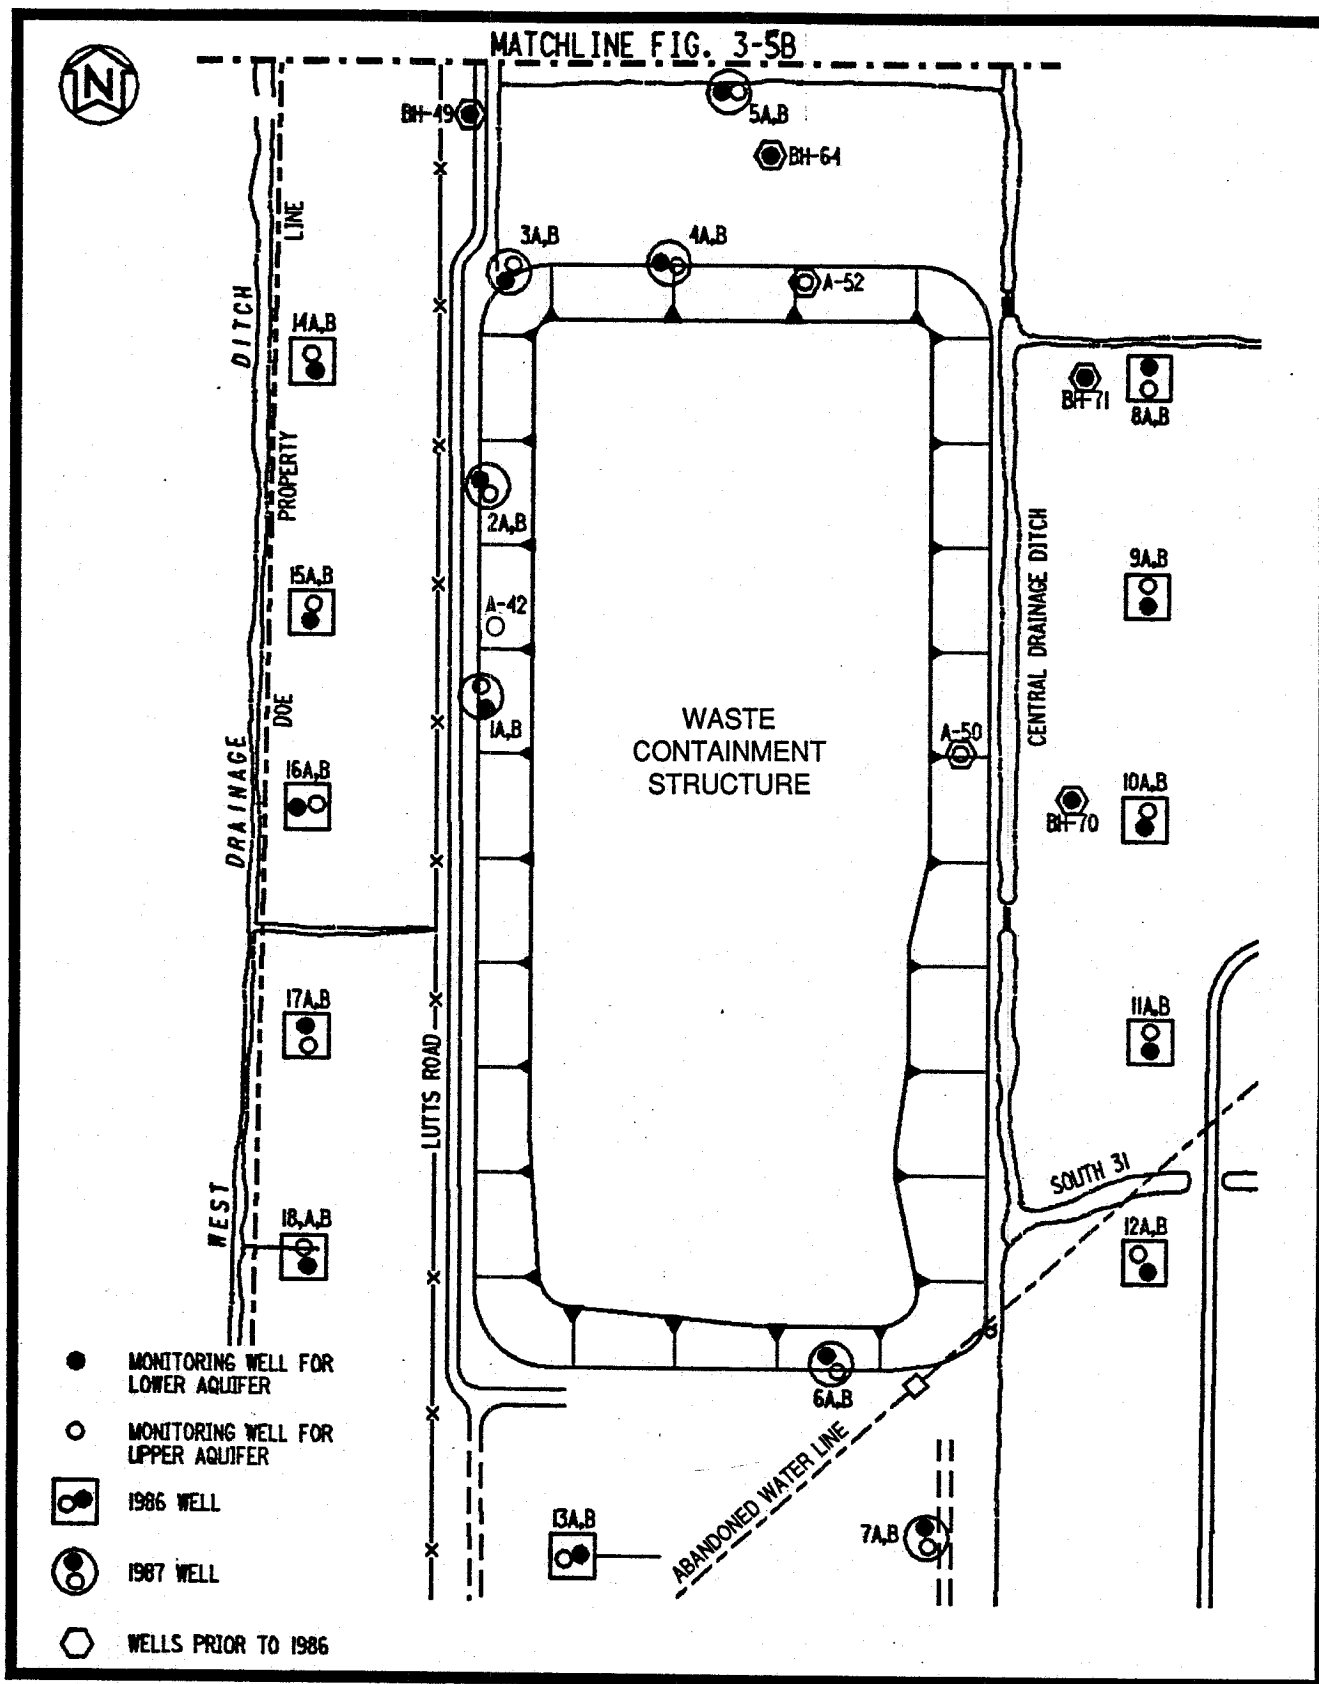 MATCHLINE FIG. 3-5B
N
BH-49
5A,B
BH-64
3A,B
4A,B
A-52
LINE
DITCH
14A,B
BH-71
8A,B
PROPERTY
2A,B
CENTRAL DRAINAGE DITCH
15A,B
A-42
9A,B
DOE
1A,B
WASTE
CONTAINMENT
STRUCTURE
A-50
DRAINAGE
16A,B
BH-70
10A,B
17A,B
LUTTS ROAD
11A,B
SOUTH 31
WEST
18,A,B
12A,B
6A,B
ABANDONED WATER LINE
13A,B
7A,B
MONITORING WELL FOR
LOWER AQUIFER
MONITORING WELL FOR
UPPER AQUIFER
1986 WELL
1987 WELL
WELLS PRIOR TO 1986